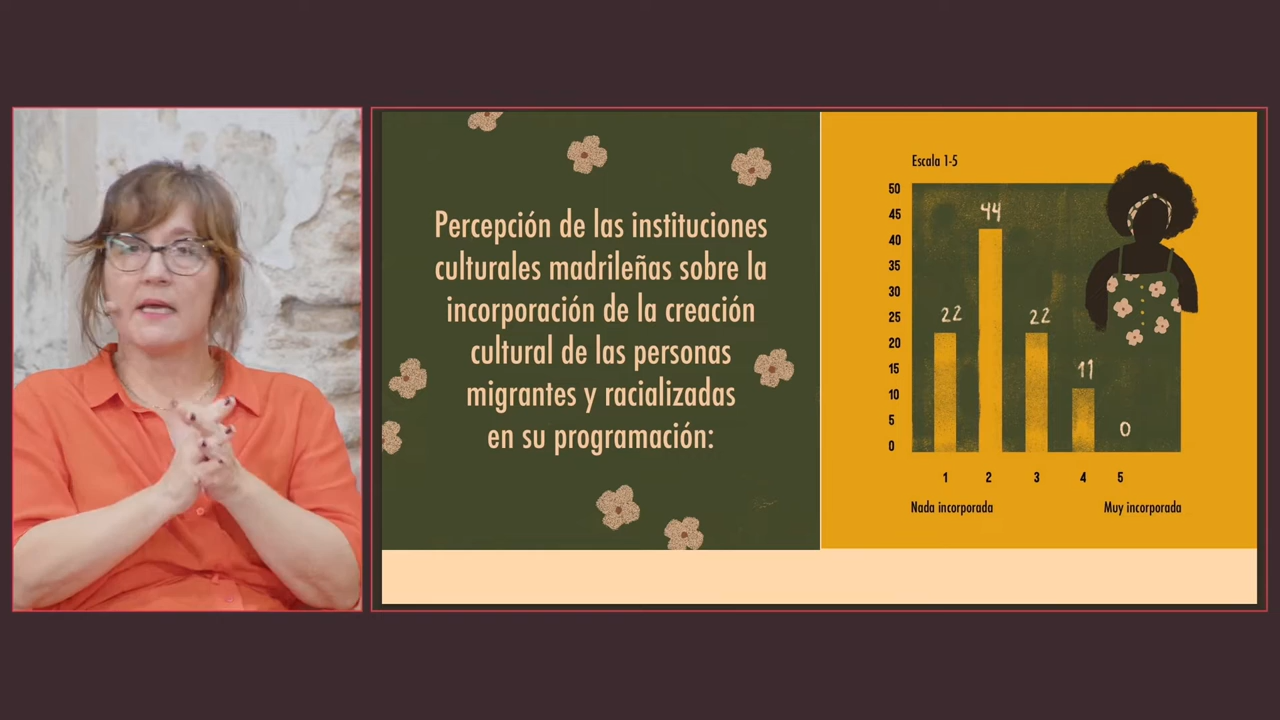 Percepción de las instituciones
culturales madrileñas sobre la
incorporación de la creación
cultural de las personas
migrantes y racializadas
en su programación:
Escala 1-5
50
45
40
35
30
25
20
15
10
5
0
22
44
22
11
0
1 2 3 4 5
Nada incorporada Muy incorporada